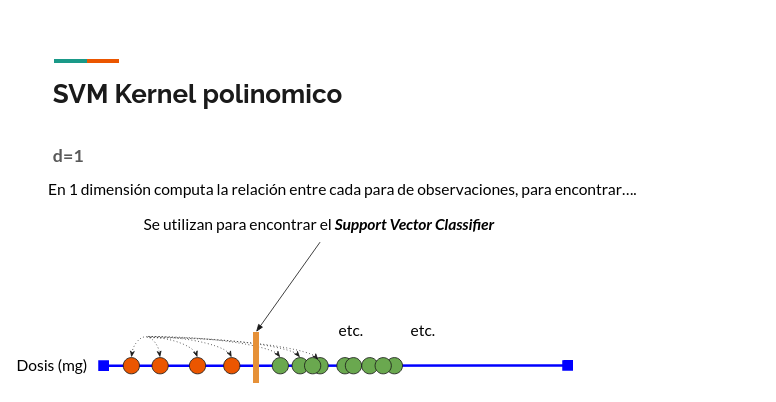 SVM Kernel polinomico
d=1
En 1 dimensión computa la relación entre cada para de observaciones, para encontrar....
Se utilizan para encontrar el Support Vector Classifier
etc. etc.
Dosis (mg)